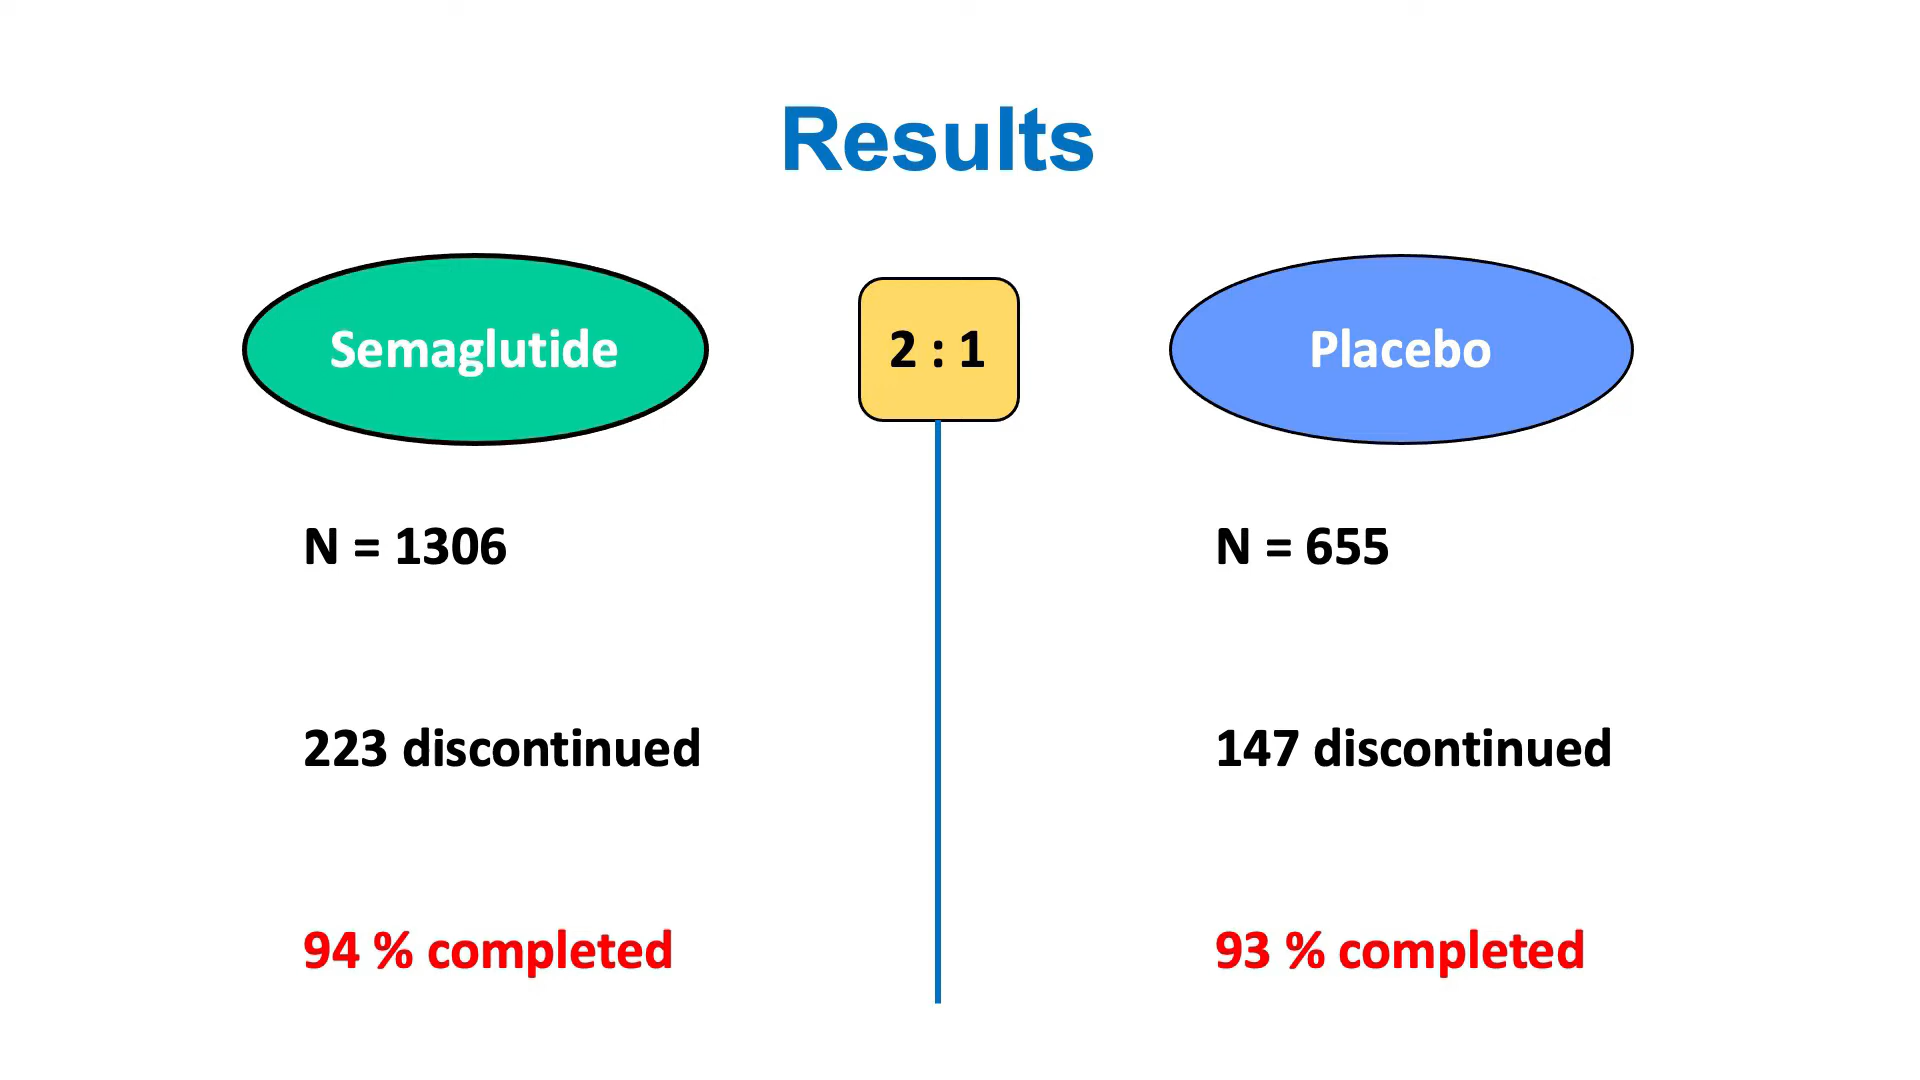 Results
Semaglutide
2 : 1
Placebo
N = 1306
N = 655
223 discontinued
147 discontinued
94 % completed
93 % completed